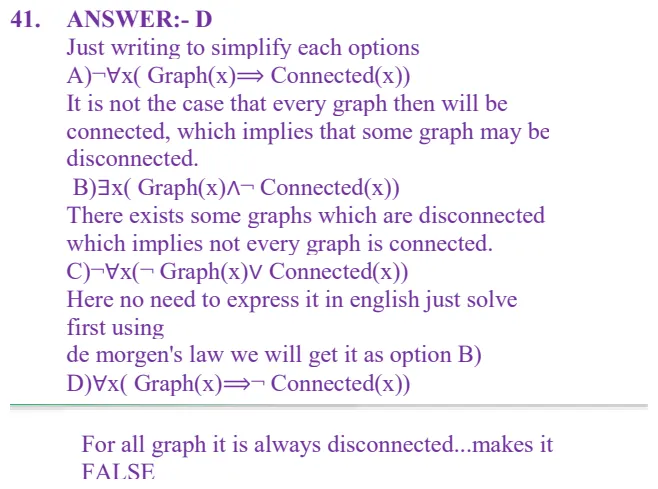 41. ANSWER:- D
Just writing to simplify each options
A)¬∀x( Graph(x)⟹ Connected(x))
It is not the case that every graph then will be
connected, which implies that some graph may be
disconnected.
B)∃x( Graph(x)∧¬ Connected(x))
There exists some graphs which are disconnected
which implies not every graph is connected.
C)¬∀x(¬ Graph(x)∨ Connected(x))
Here no need to express it in english just solve
first using
de morgen's law we will get it as option B)
D)∀x( Graph(x)⟹¬ Connected(x))
For all graph it is always disconnected...makes it
FALSE